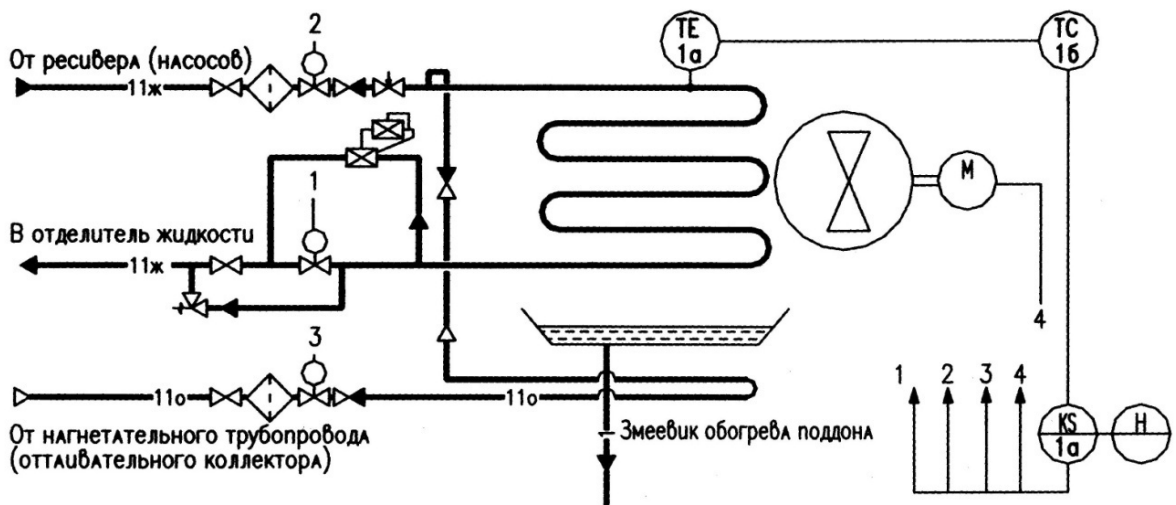 2
TE
1а
TC
1б
От ресивера (насосов)
11ж
1
M
В отделитель жидкости
11ж
4
3
1 2 3 4
11о
11о
От нагнетательного трубопровода
(оттаивательного коллектора)
1
Змеевик обогрева поддона
KS
1а
H